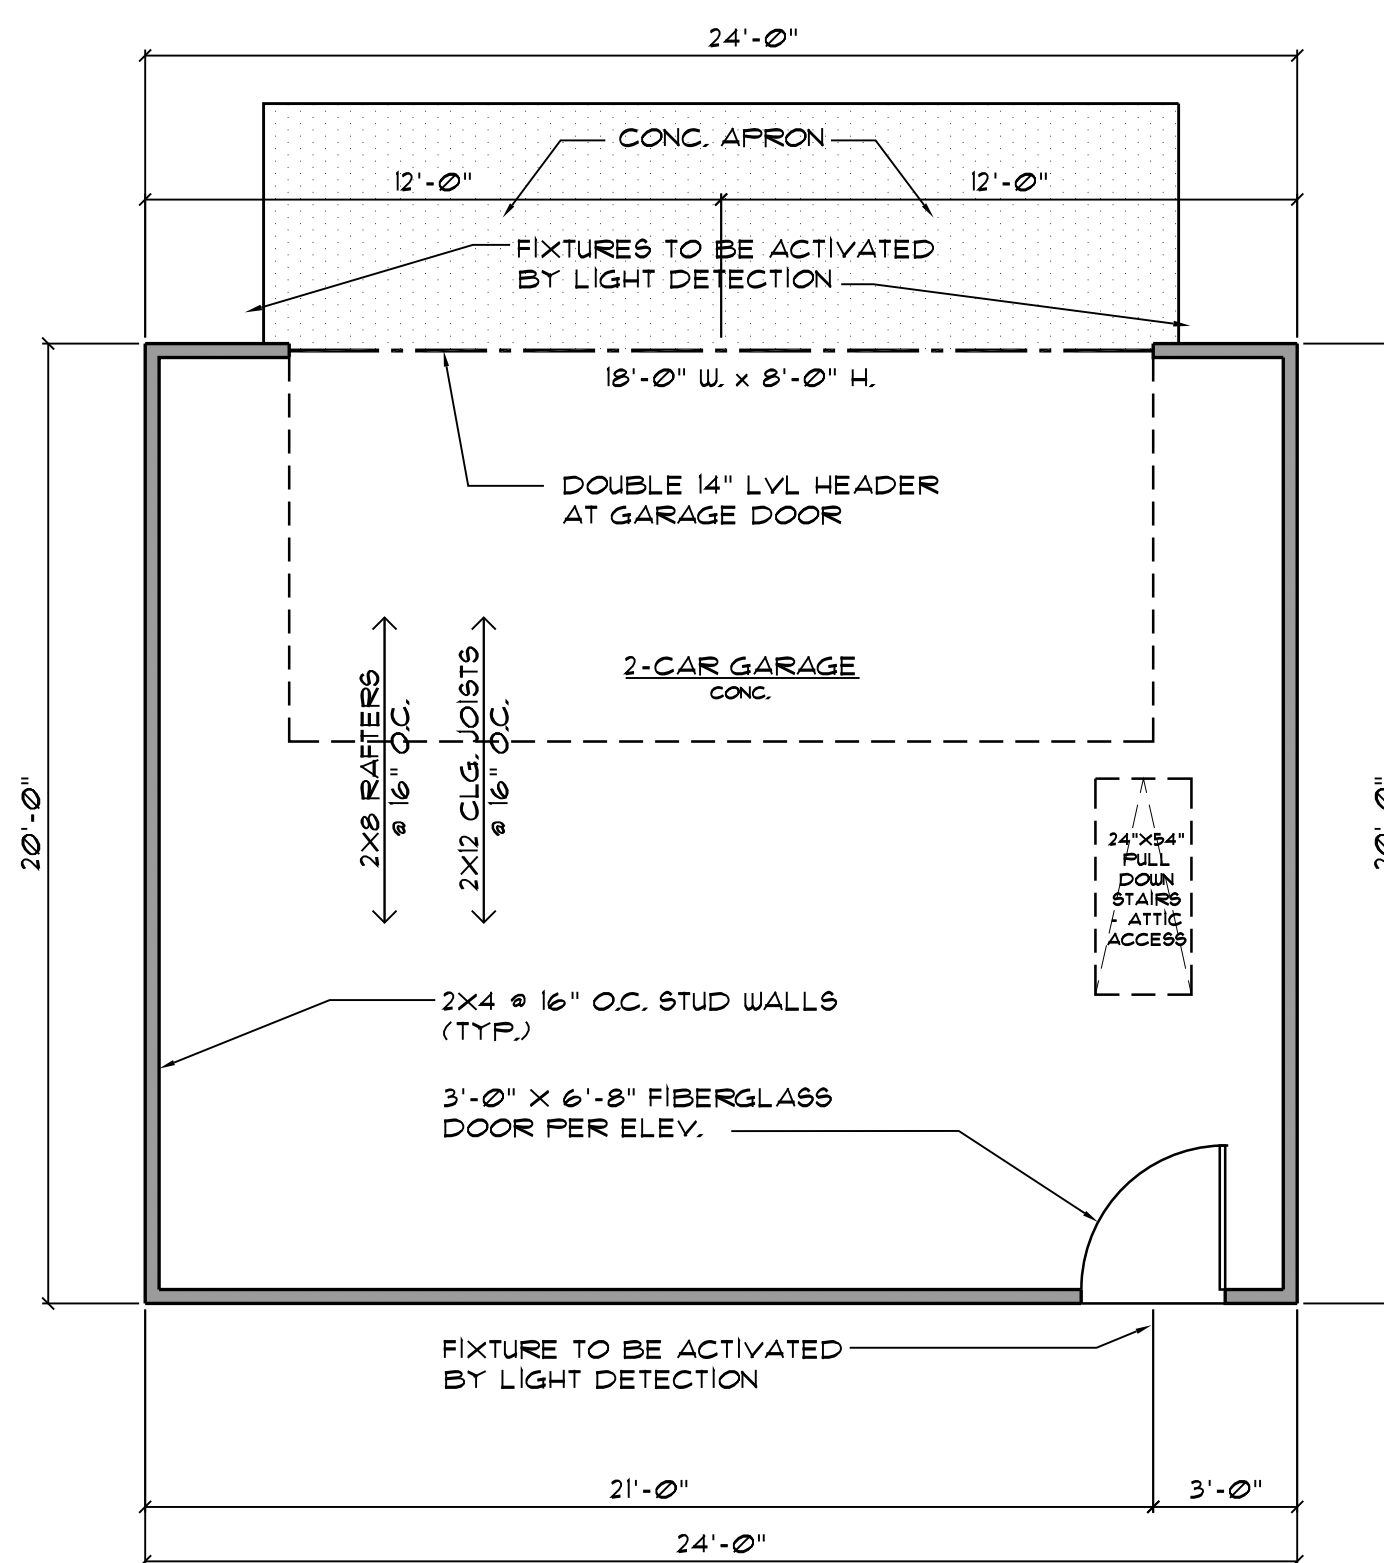 24'-0"
CONC. APRON
12'-0"
12'-0"
FIXTURES TO BE ACTIVATED
BY LIGHT DETECTION
18'-0" W. x 8'-0" H.
DOUBLE 14" LVL HEADER
AT GARAGE DOOR
2-CAR GARAGE
CONC.
2X8 RAFTERS
@ 16" O.C.
2X12 CLG. JOISTS
@ 16" O.C.
20'-0"
20'-0"
24"X54"
PULL
DOWN
STAIRS
- ATTIC
ACCESS
2X4 @ 16" O.C. STUD WALLS
(TYP.)
3'-0" X 6'-8" FIBERGLASS
DOOR PER ELEV.
FIXTURE TO BE ACTIVATED
BY LIGHT DETECTION
21'-0"
3'-0"
24'-0"